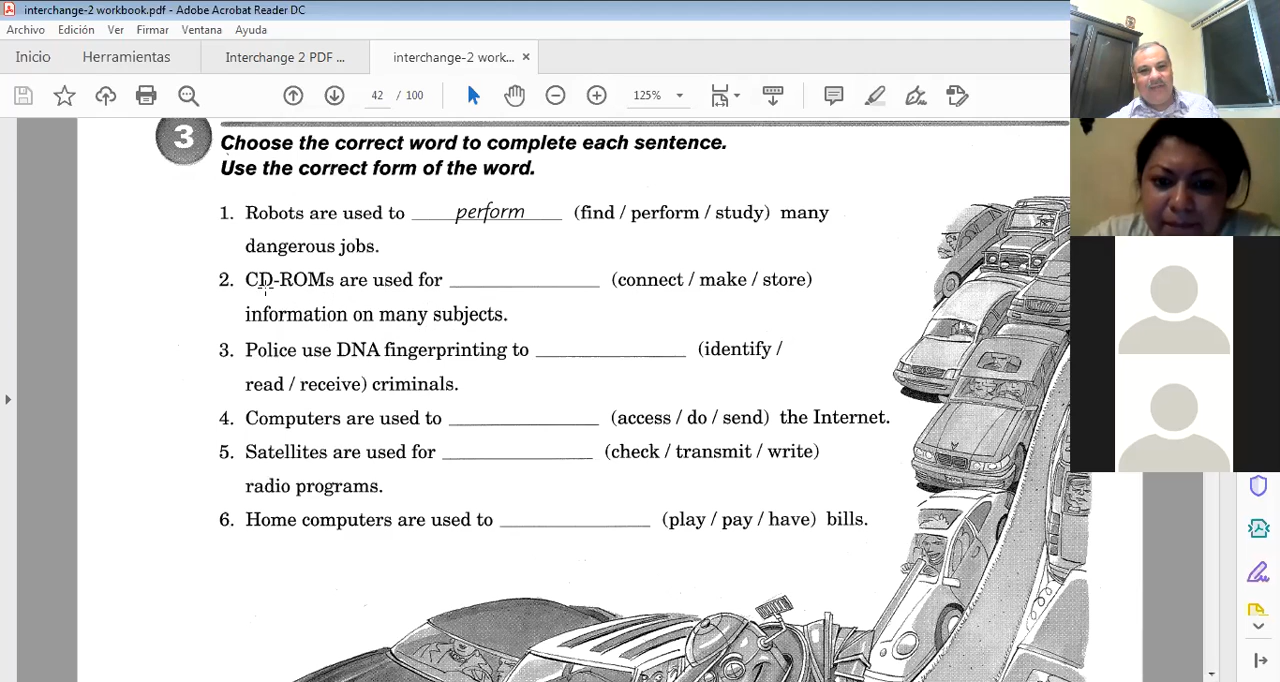 interchange-2 workbook.pdf - Adobe Acrobat Reader DC
Archivo Edición Ver Firmar Ventana Ayuda
Inicio Herramientas Interchange 2 PDF ... interchange-2 work... ×
42 / 100 125%
3 Choose the correct word to complete each sentence.
Use the correct form of the word.
1. Robots are used to perform (find / perform / study) many
dangerous jobs.
2. CD-ROMs are used for (connect / make / store)
information on many subjects.
3. Police use DNA fingerprinting to (identify /
read / receive) criminals.
4. Computers are used to (access / do / send) the Internet.
5. Satellites are used for (check / transmit / write)
radio programs.
6. Home computers are used to (play / pay / have) bills.